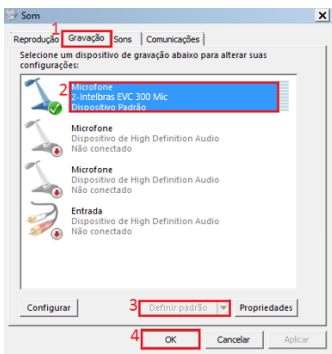 Som
1
Reprodução Gravação Sons Comunicações
Selecione um dispositivo de gravação abaixo para alterar suas
configurações:
2
Microfone
2-Intelbras EVC 300 Mic
Dispositivo Padrão
Microfone
Dispositivo de High Definition Audio
Não conectado
Microfone
Dispositivo de High Definition Audio
Não conectado
Entrada
Dispositivo de High Definition Audio
Não conectado
Configurar 3 Definir padrão Propriedades
4 OK Cancelar Aplicar